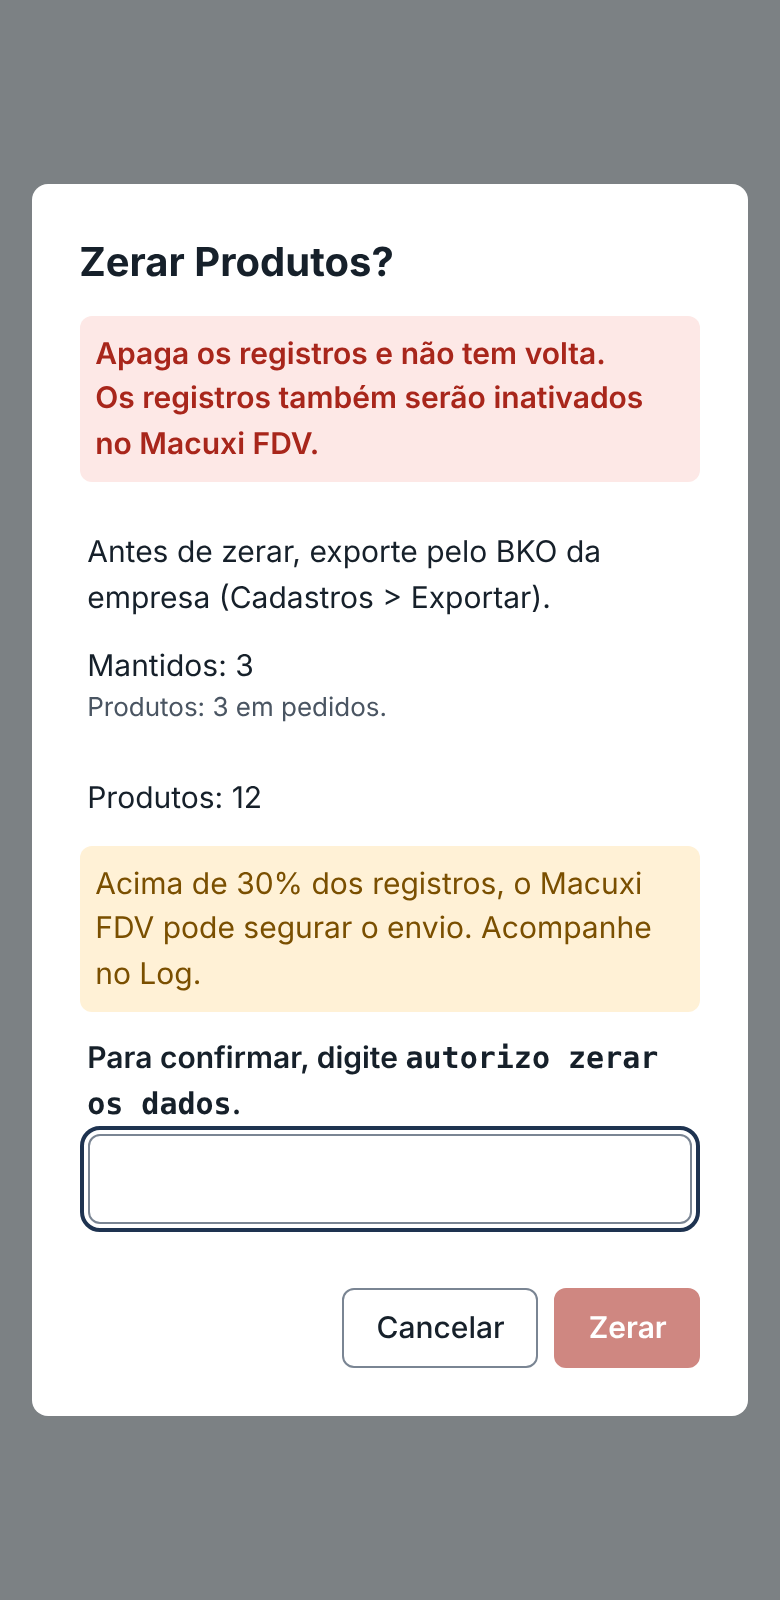 Zerar Produtos?
Apaga os registros e não tem volta.
Os registros também serão inativados
no Macuxi FDV.
Antes de zerar, exporte pelo BKO da
empresa (Cadastros > Exportar).
Mantidos: 3
Produtos: 3 em pedidos.
Produtos: 12
Acima de 30% dos registros, o Macuxi
FDV pode segurar o envio. Acompanhe
no Log.
Para confirmar, digite autorizo zerar
os dados.
Cancelar
Zerar